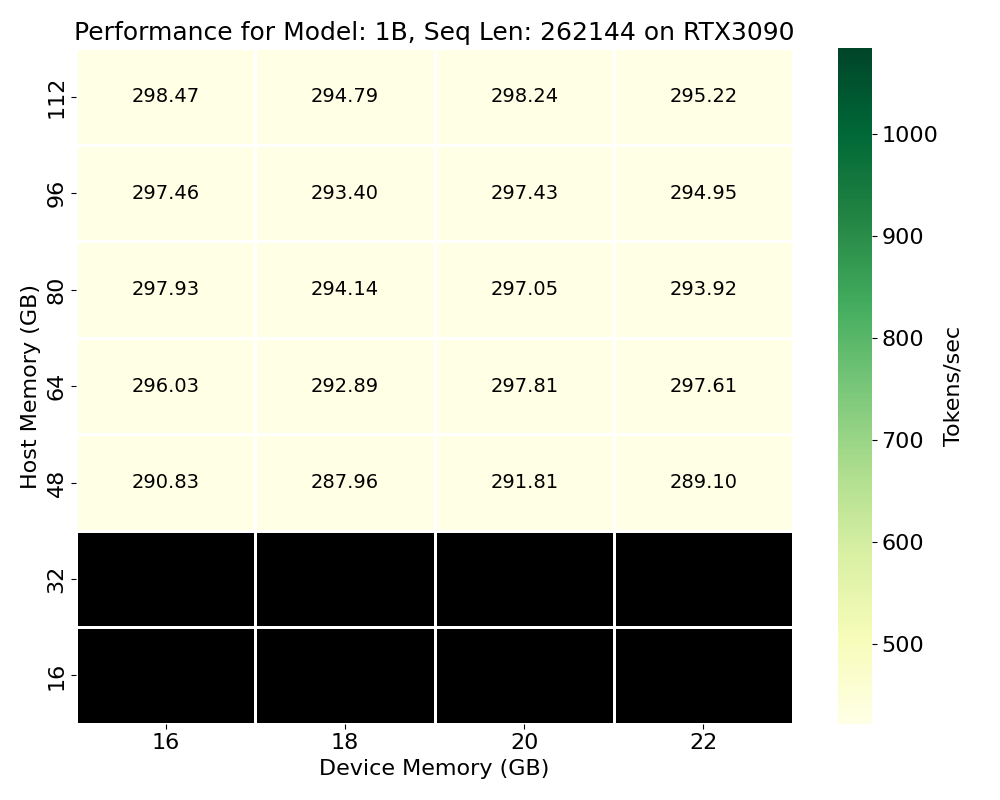 Performance for Model: 1B, Seq Len: 262144 on RTX3090
112 298.47 294.79 298.24 295.22
96 297.46 293.40 297.43 294.95
80 297.93 294.14 297.05 293.92
64 296.03 292.89 297.81 297.61
48 290.83 287.96 291.81 289.10
32
16
Host Memory (GB)
16 18 20 22
Device Memory (GB)
1000
900
800
700
600
500
Tokens/sec